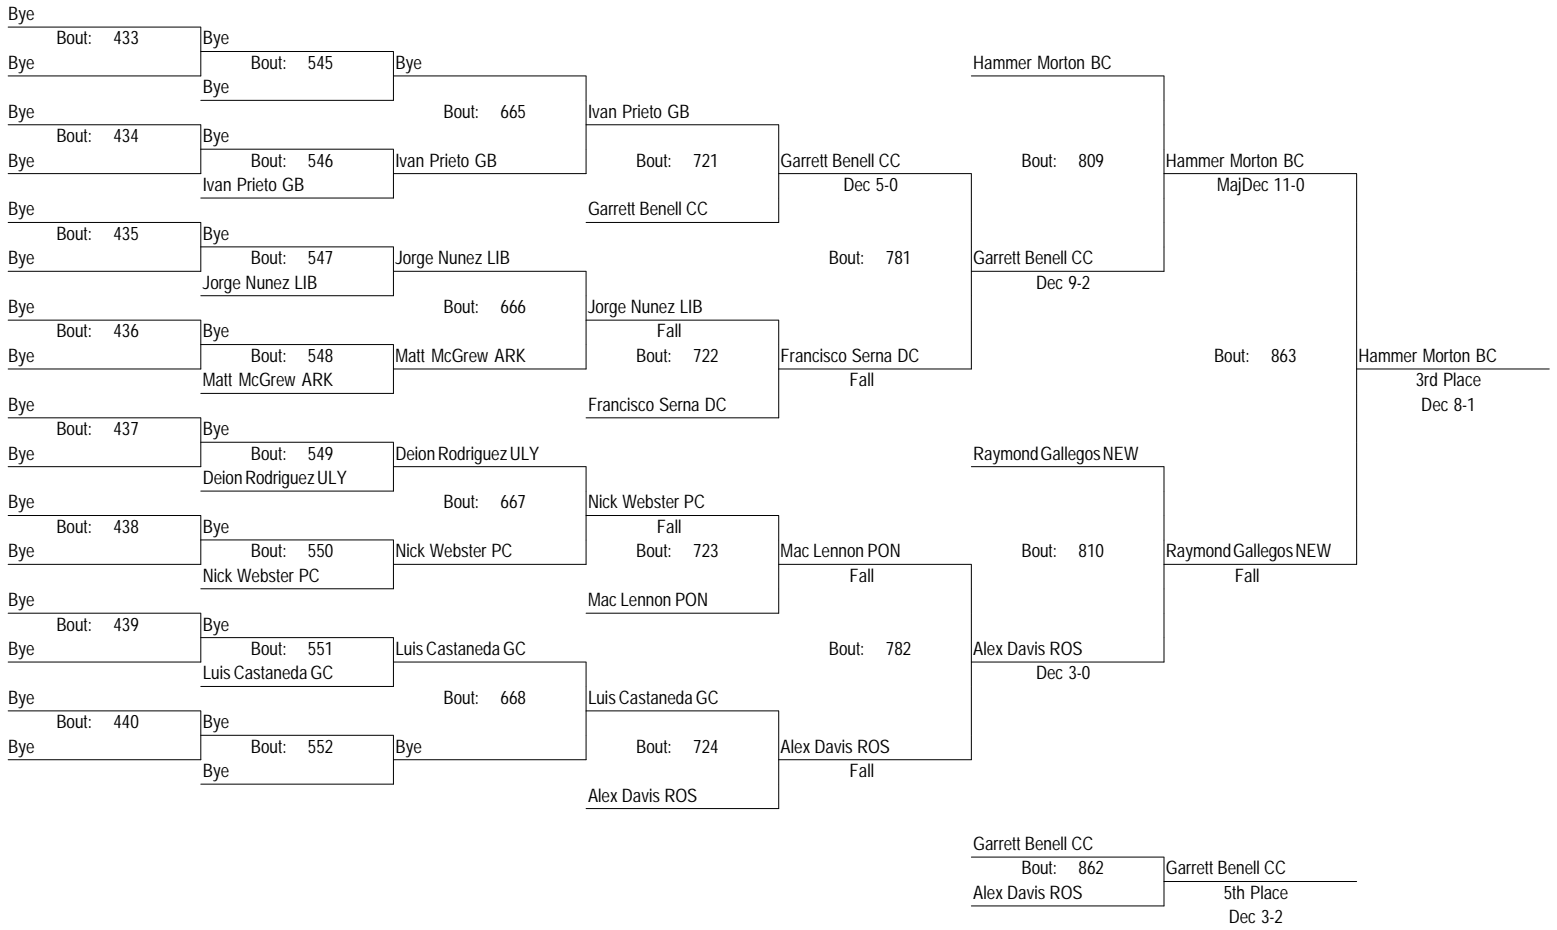 Bye
Bout: 433
Bye
Bye
Bout: 434
Bye
Bye
Bout: 435
Bye
Bye
Bout: 436
Bye
Bye
Bout: 437
Bye
Bye
Bout: 438
Bye
Bye
Bout: 439
Bye
Bye
Bout: 440
Bye
Bye
Bout: 545
Bye
Bye
Bout: 546
Ivan Prieto GB
Bye
Bout: 547
Jorge Nunez LIB
Bye
Bout: 548
Matt McGrew ARK
Bye
Bout: 549
Deion Rodriguez ULY
Bye
Bout: 550
Nick Webster PC
Bye
Bout: 551
Luis Castaneda GC
Bye
Bout: 552
Bye
Bye
Bout: 665
Ivan Prieto GB
Jorge Nunez LIB
Bout: 666
Matt McGrew ARK
Deion Rodriguez ULY
Bout: 667
Nick Webster PC
Luis Castaneda GC
Bout: 668
Bye
Ivan Prieto GB
Bout: 721
Garrett Benell CC
Jorge Nunez LIB
Fall
Bout: 722
Francisco Serna DC
Nick Webster PC
Fall
Bout: 723
Mac Lennon PON
Luis Castaneda GC
Bout: 724
Alex Davis ROS
Garrett Benell CC
Dec 5-0
Bout: 781
Francisco Serna DC
Fall
Mac Lennon PON
Fall
Bout: 782
Alex Davis ROS
Fall
Hammer Morton BC
Bout: 809
Garrett Benell CC
Dec 9-2
Raymond Gallegos NEW
Bout: 810
Alex Davis ROS
Dec 3-0
Hammer Morton BC
MajDec 11-0
Bout: 863
Raymond Gallegos NEW
Fall
Hammer Morton BC
3rd Place
Dec 8-1
Garrett Benell CC
Bout: 862
Alex Davis ROS
Garrett Benell CC
5th Place
Dec 3-2